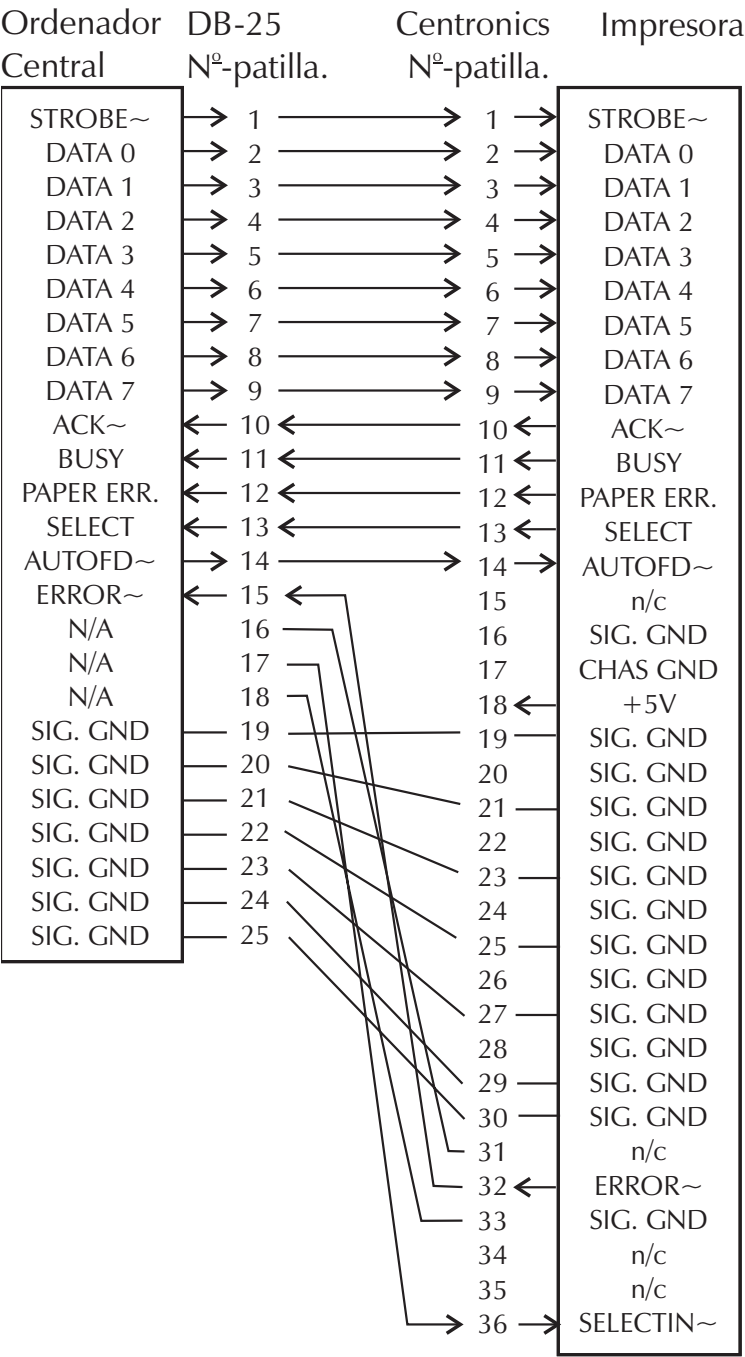 Ordenador DB-25 Centronics Impresora
Central Nº-patilla. Nº-patilla.
STROBE~ 1 1 STROBE~
DATA 0 2 2 DATA 0
DATA 1 3 3 DATA 1
DATA 2 4 4 DATA 2
DATA 3 5 5 DATA 3
DATA 4 6 6 DATA 4
DATA 5 7 7 DATA 5
DATA 6 8 8 DATA 6
DATA 7 9 9 DATA 7
ACK~ 10 10 ACK~
BUSY 11 11 BUSY
PAPER ERR. 12 12 PAPER ERR.
SELECT 13 13 SELECT
AUTOFD~ 14 14 AUTOFD~
ERROR~ 15 15 n/c
N/A 16 16 SIG. GND
N/A 17 17 CHAS GND
N/A 18 18 +5V
SIG. GND 19 19 SIG. GND
SIG. GND 20 20 SIG. GND
SIG. GND 21 21 SIG. GND
SIG. GND 22 22 SIG. GND
SIG. GND 23 23 SIG. GND
SIG. GND 24 24 SIG. GND
SIG. GND 25 25 SIG. GND
26 SIG. GND
27 SIG. GND
28 SIG. GND
29 SIG. GND
30 SIG. GND
31 n/c
32 ERROR~
33 SIG. GND
34 n/c
35 n/c
36 SELECTIN~